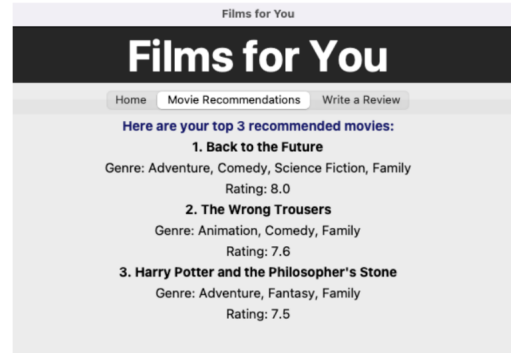 Films for You
Films for You
Home Movie Recommendations Write a Review
Here are your top 3 recommended movies:
1. Back to the Future
Genre: Adventure, Comedy, Science Fiction, Family
Rating: 8.0
2. The Wrong Trousers
Genre: Animation, Comedy, Family
Rating: 7.6
3. Harry Potter and the Philosopher's Stone
Genre: Adventure, Fantasy, Family
Rating: 7.5